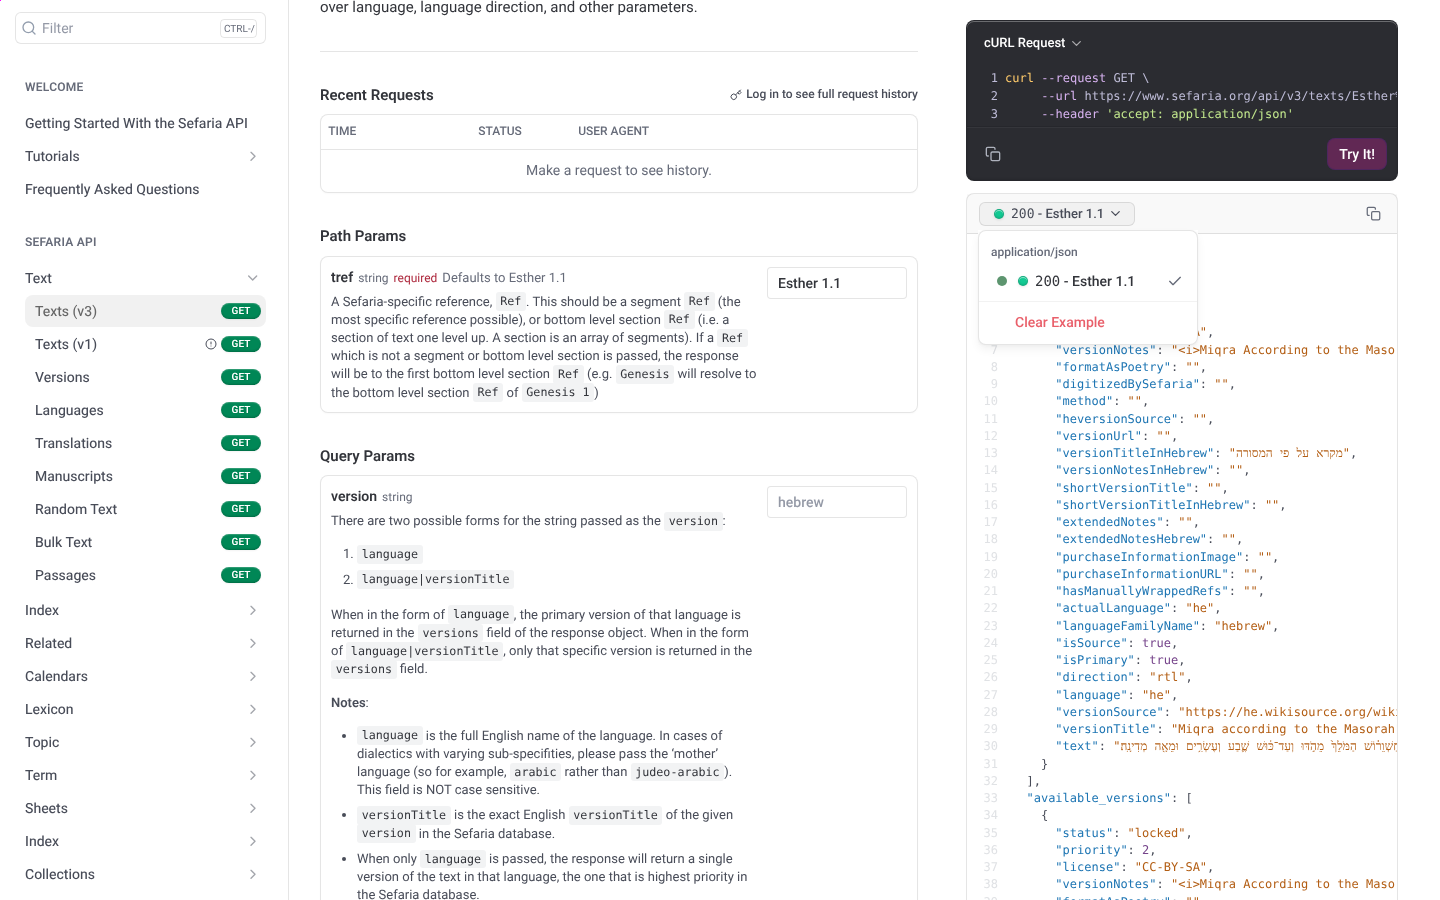 over language, language direction, and other parameters.
Filter
CTRL-/
WELCOME
Getting Started With the Sefaria API
Tutorials
Frequently Asked Questions
SEFARIA API
Text
Texts (v3) GET
Texts (v1) GET
Versions GET
Languages GET
Translations GET
Manuscripts GET
Random Text GET
Bulk Text GET
Passages GET
Index
Related
Calendars
Lexicon
Topic
Term
Sheets
Index
Collections
Recent Requests
Log in to see full request history
TIME STATUS USER AGENT
Make a request to see history.
Path Params
tref string required Defaults to Esther 1.1
Esther 1.1
A Sefaria-specific reference, Ref . This should be a segment Ref (the
most specific reference possible), or bottom level section Ref (i.e. a
section of text one level up. A section is an array of segments). If a Ref
which is not a segment or bottom level section is passed, the response
will be to the first bottom level section Ref (e.g. Genesis will resolve to
the bottom level section Ref of Genesis 1 )
Query Params
version string
hebrew
There are two possible forms for the string passed as the version :
1. language
2. language|versionTitle
When in the form of language , the primary version of that language is
returned in the versions field of the response object. When in the form
of language|versionTitle , only that specific version is returned in the
versions field.
Notes:
• language is the full English name of the language. In cases of
dialectics with varying sub-specifities, please pass the ‘mother’
language (so for example, arabic rather than judeo-arabic ).
This field is NOT case sensitive.
• versionTitle is the exact English versionTitle of the given
version in the Sefaria database.
• When only language is passed, the response will return a single
version of the text in that language, the one that is highest priority in
the Sefaria database.
cURL Request
1 curl --request GET \
2 --url https://www.sefaria.org/api/v3/texts/Esther
3 --header 'accept: application/json'
Try It!
200 - Esther 1.1
application/json
200 - Esther 1.1
Clear Example
",
7 "versionNotes": "<i>Miqra According to the Maso
8 "formatAsPoetry": "",
9 "digitizedBySefaria": "",
10 "method": "",
11 "heversionSource": "",
12 "versionUrl": "",
13 "versionTitleInHebrew": "מקרא על פי המסורה",
14 "versionNotesInHebrew": "",
15 "shortVersionTitle": "",
16 "shortVersionTitleInHebrew": "",
17 "extendedNotes": "",
18 "extendedNotesHebrew": "",
19 "purchaseInformationImage": "",
20 "purchaseInformationURL": "",
21 "hasManuallyWrappedRefs": "",
22 "actualLanguage": "he",
23 "languageFamilyName": "hebrew",
24 "isSource": true,
25 "isPrimary": true,
26 "direction": "rtl",
27 "language": "he",
28 "versionSource": "https://he.wikisource.org/wik
29 "versionTitle": "Miqra according to the Masorah
30 "text": "הַמֹּלֵךְ מֵהֹדּוּ וְעַד־כּוּשׁ שֶׁבַע וְעֶשְׂרִים וּמֵאָה מְדִינָה
31 }
32 ],
33 "available_versions": [
34 {
35 "status": "locked",
36 "priority": 2,
37 "license": "CC-BY-SA",
38 "versionNotes": "<i>Miqra According to the Maso